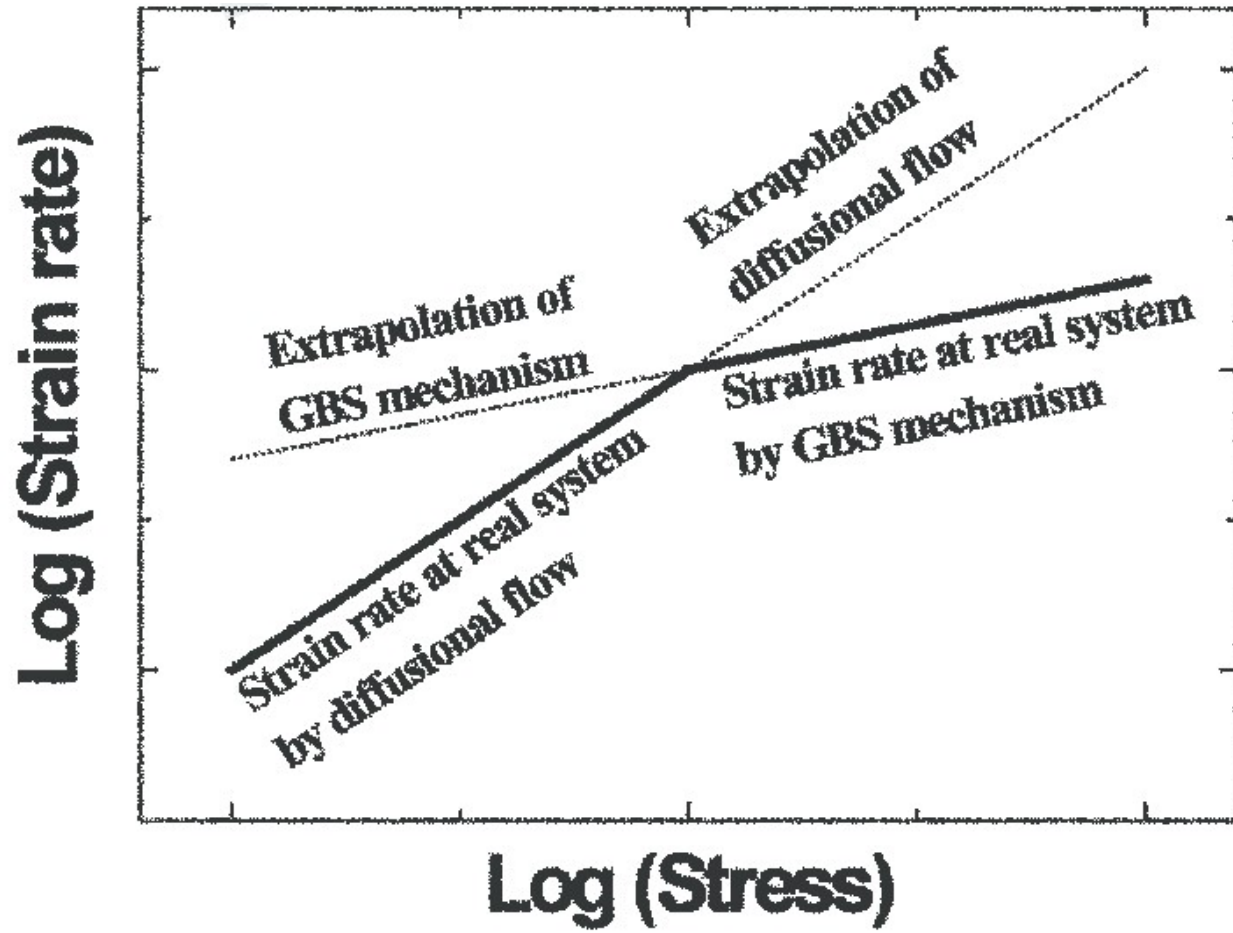 Log (Strain rate)
Extrapolation of
diffusional flow
Extrapolation of
GBS mechanism
Strain rate at real system
by GBS mechanism
Strain rate at real system
by diffusional flow
Log (Stress)